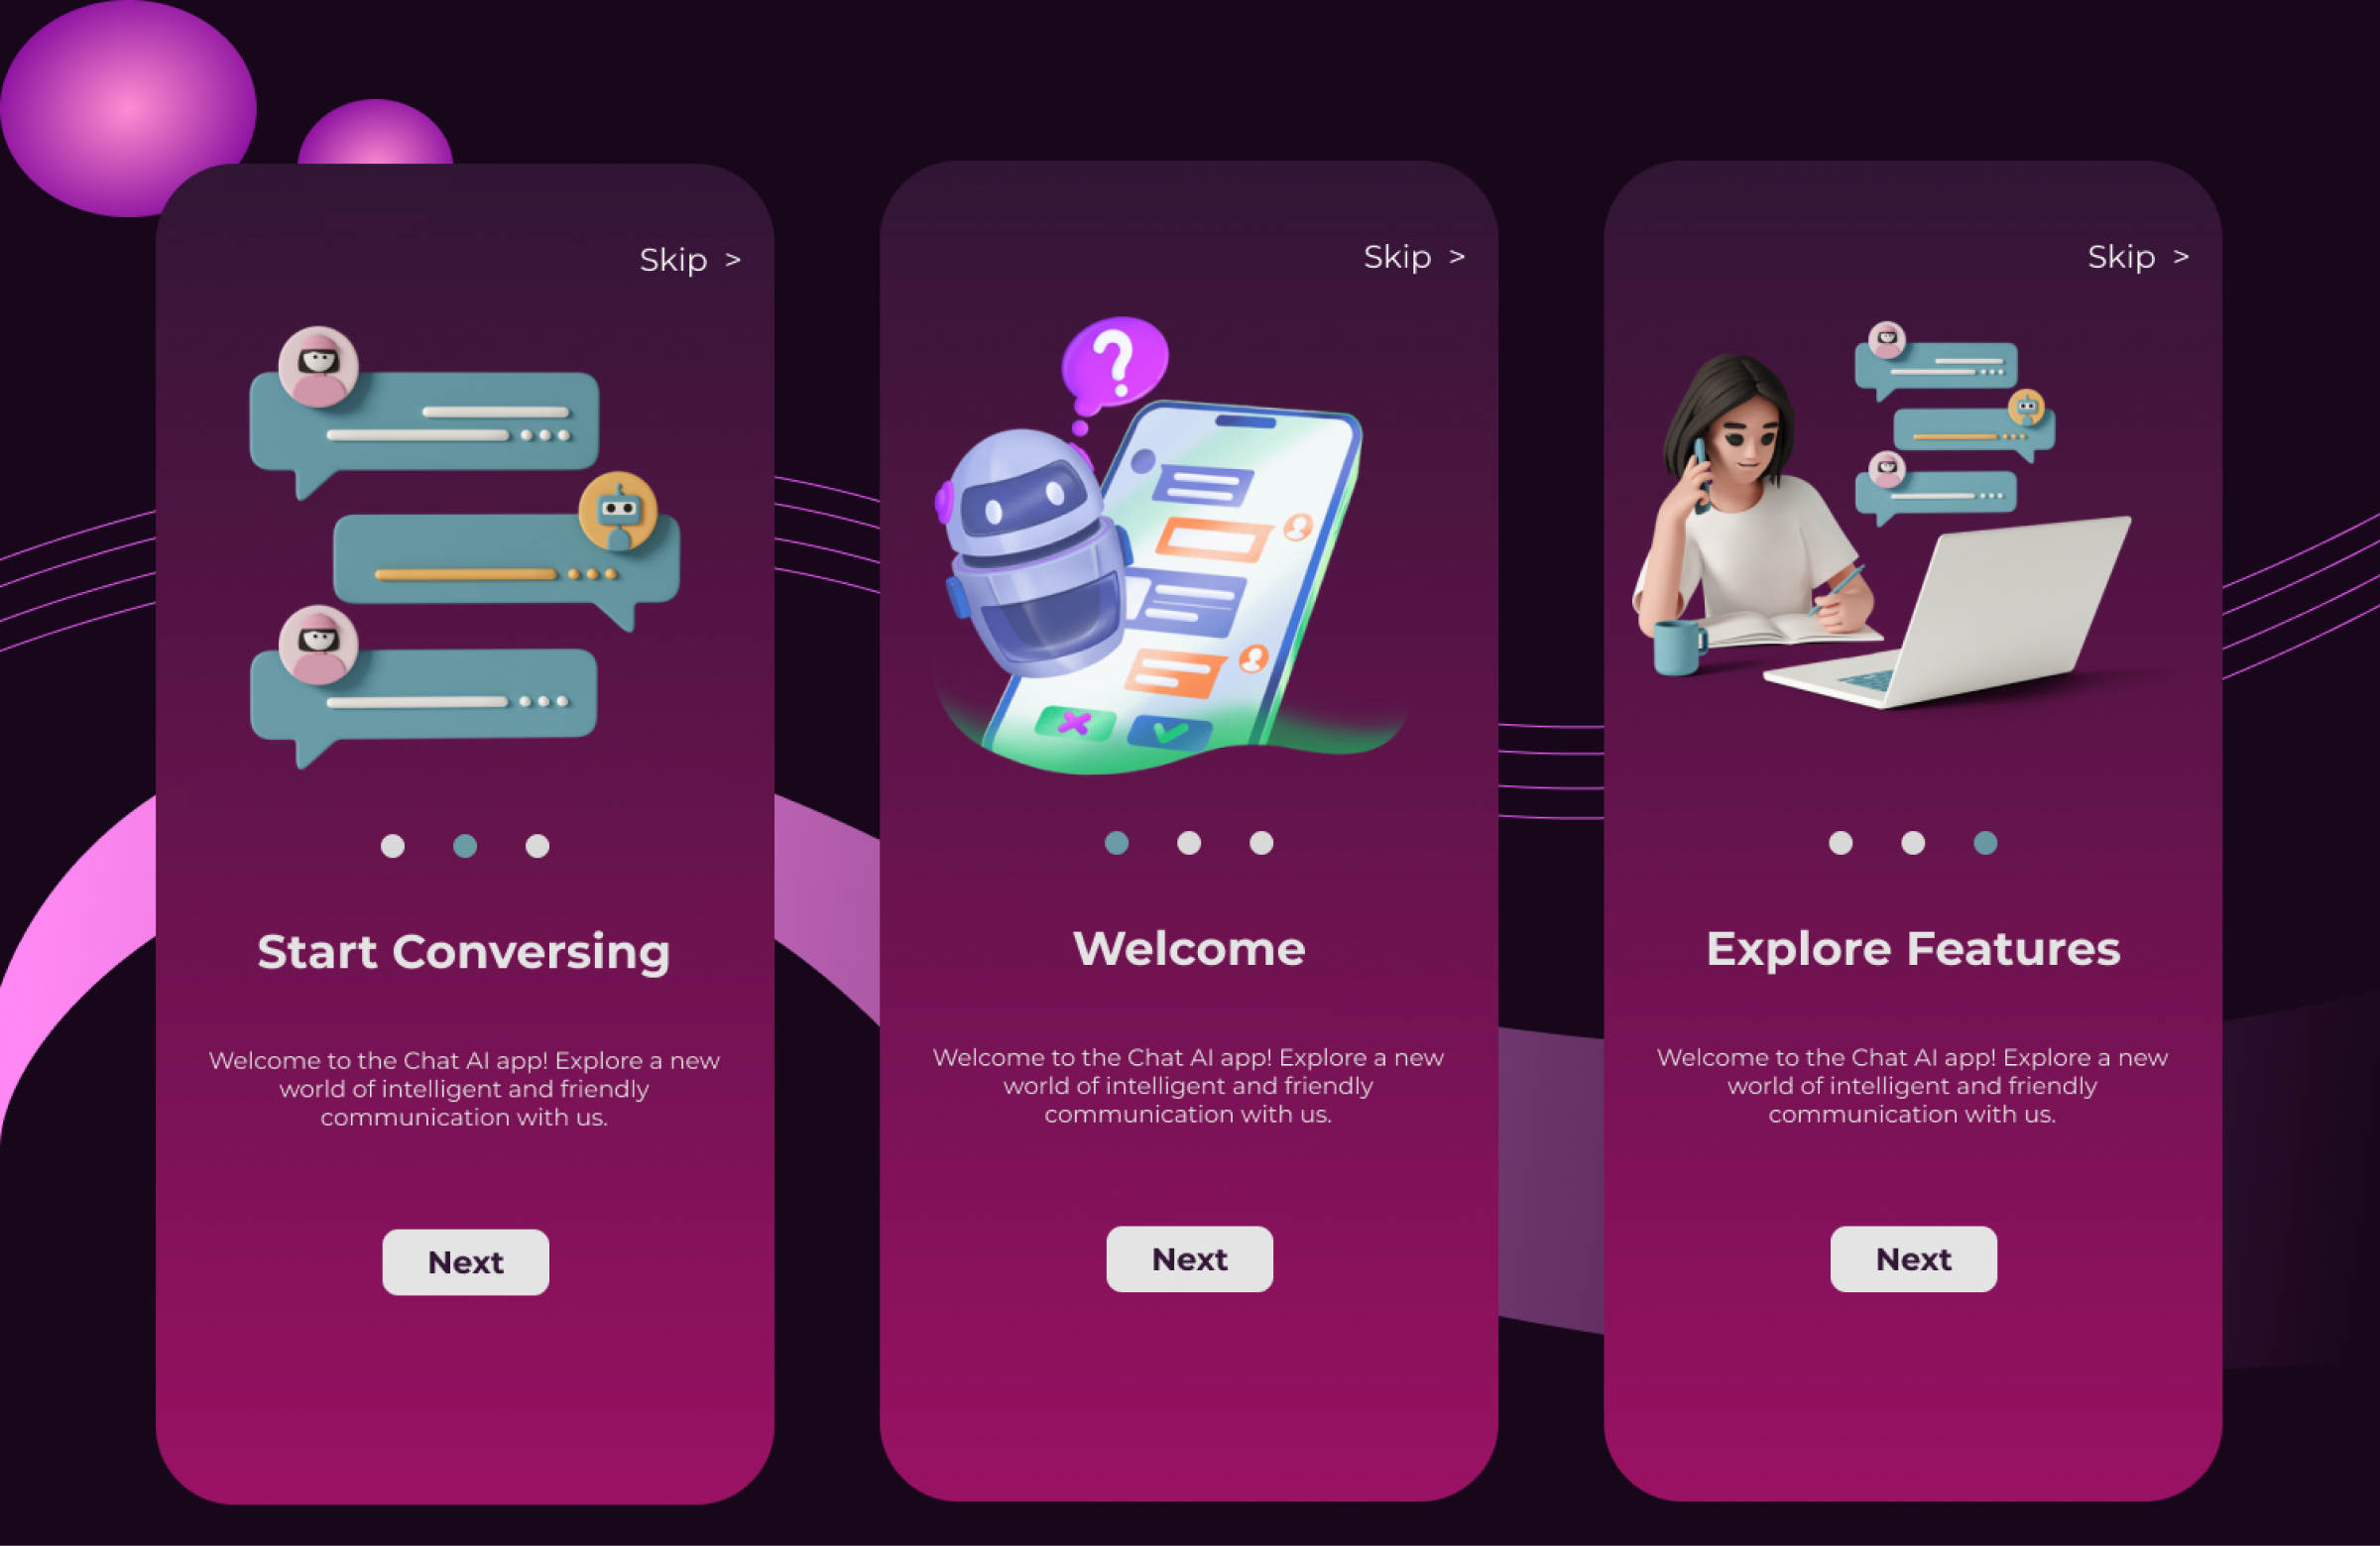 Skip >
Start Conversing
Welcome to the Chat AI app! Explore a new
world of intelligent and friendly
communication with us.
Next
Skip >
?
Welcome
Welcome to the Chat AI app! Explore a new
world of intelligent and friendly
communication with us.
Next
Skip >
Explore Features
Welcome to the Chat AI app! Explore a new
world of intelligent and friendly
communication with us.
Next